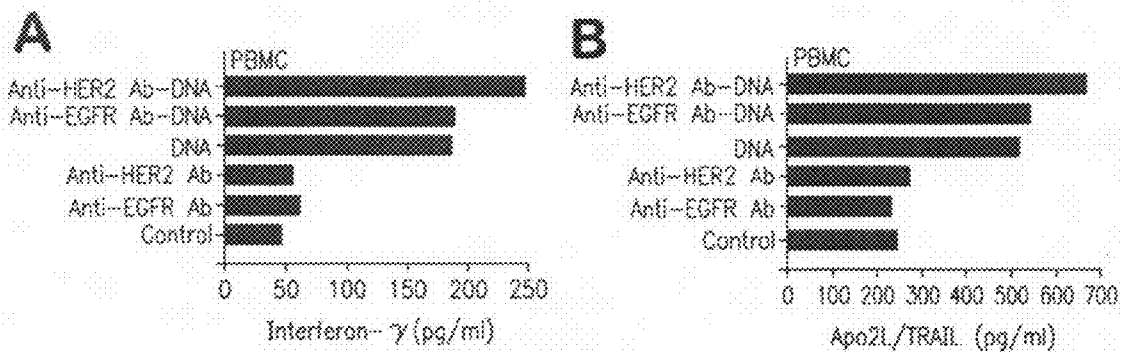 A
PBMC
Anti-HER2 Ab-DNA
Anti-EGFR Ab-DNA
DNA
Anti-HER2 Ab
Anti-EGFR Ab
Control
0 50 100 150 200 250
Interferon-γ (pg/ml)
B
PBMC
Anti-HER2 Ab-DNA
Anti-EGFR Ab-DNA
DNA
Anti-HER2 Ab
Anti-EGFR Ab
Control
0 100 200 300 400 500 600 700
Apo2L/TRAIL (pg/ml)